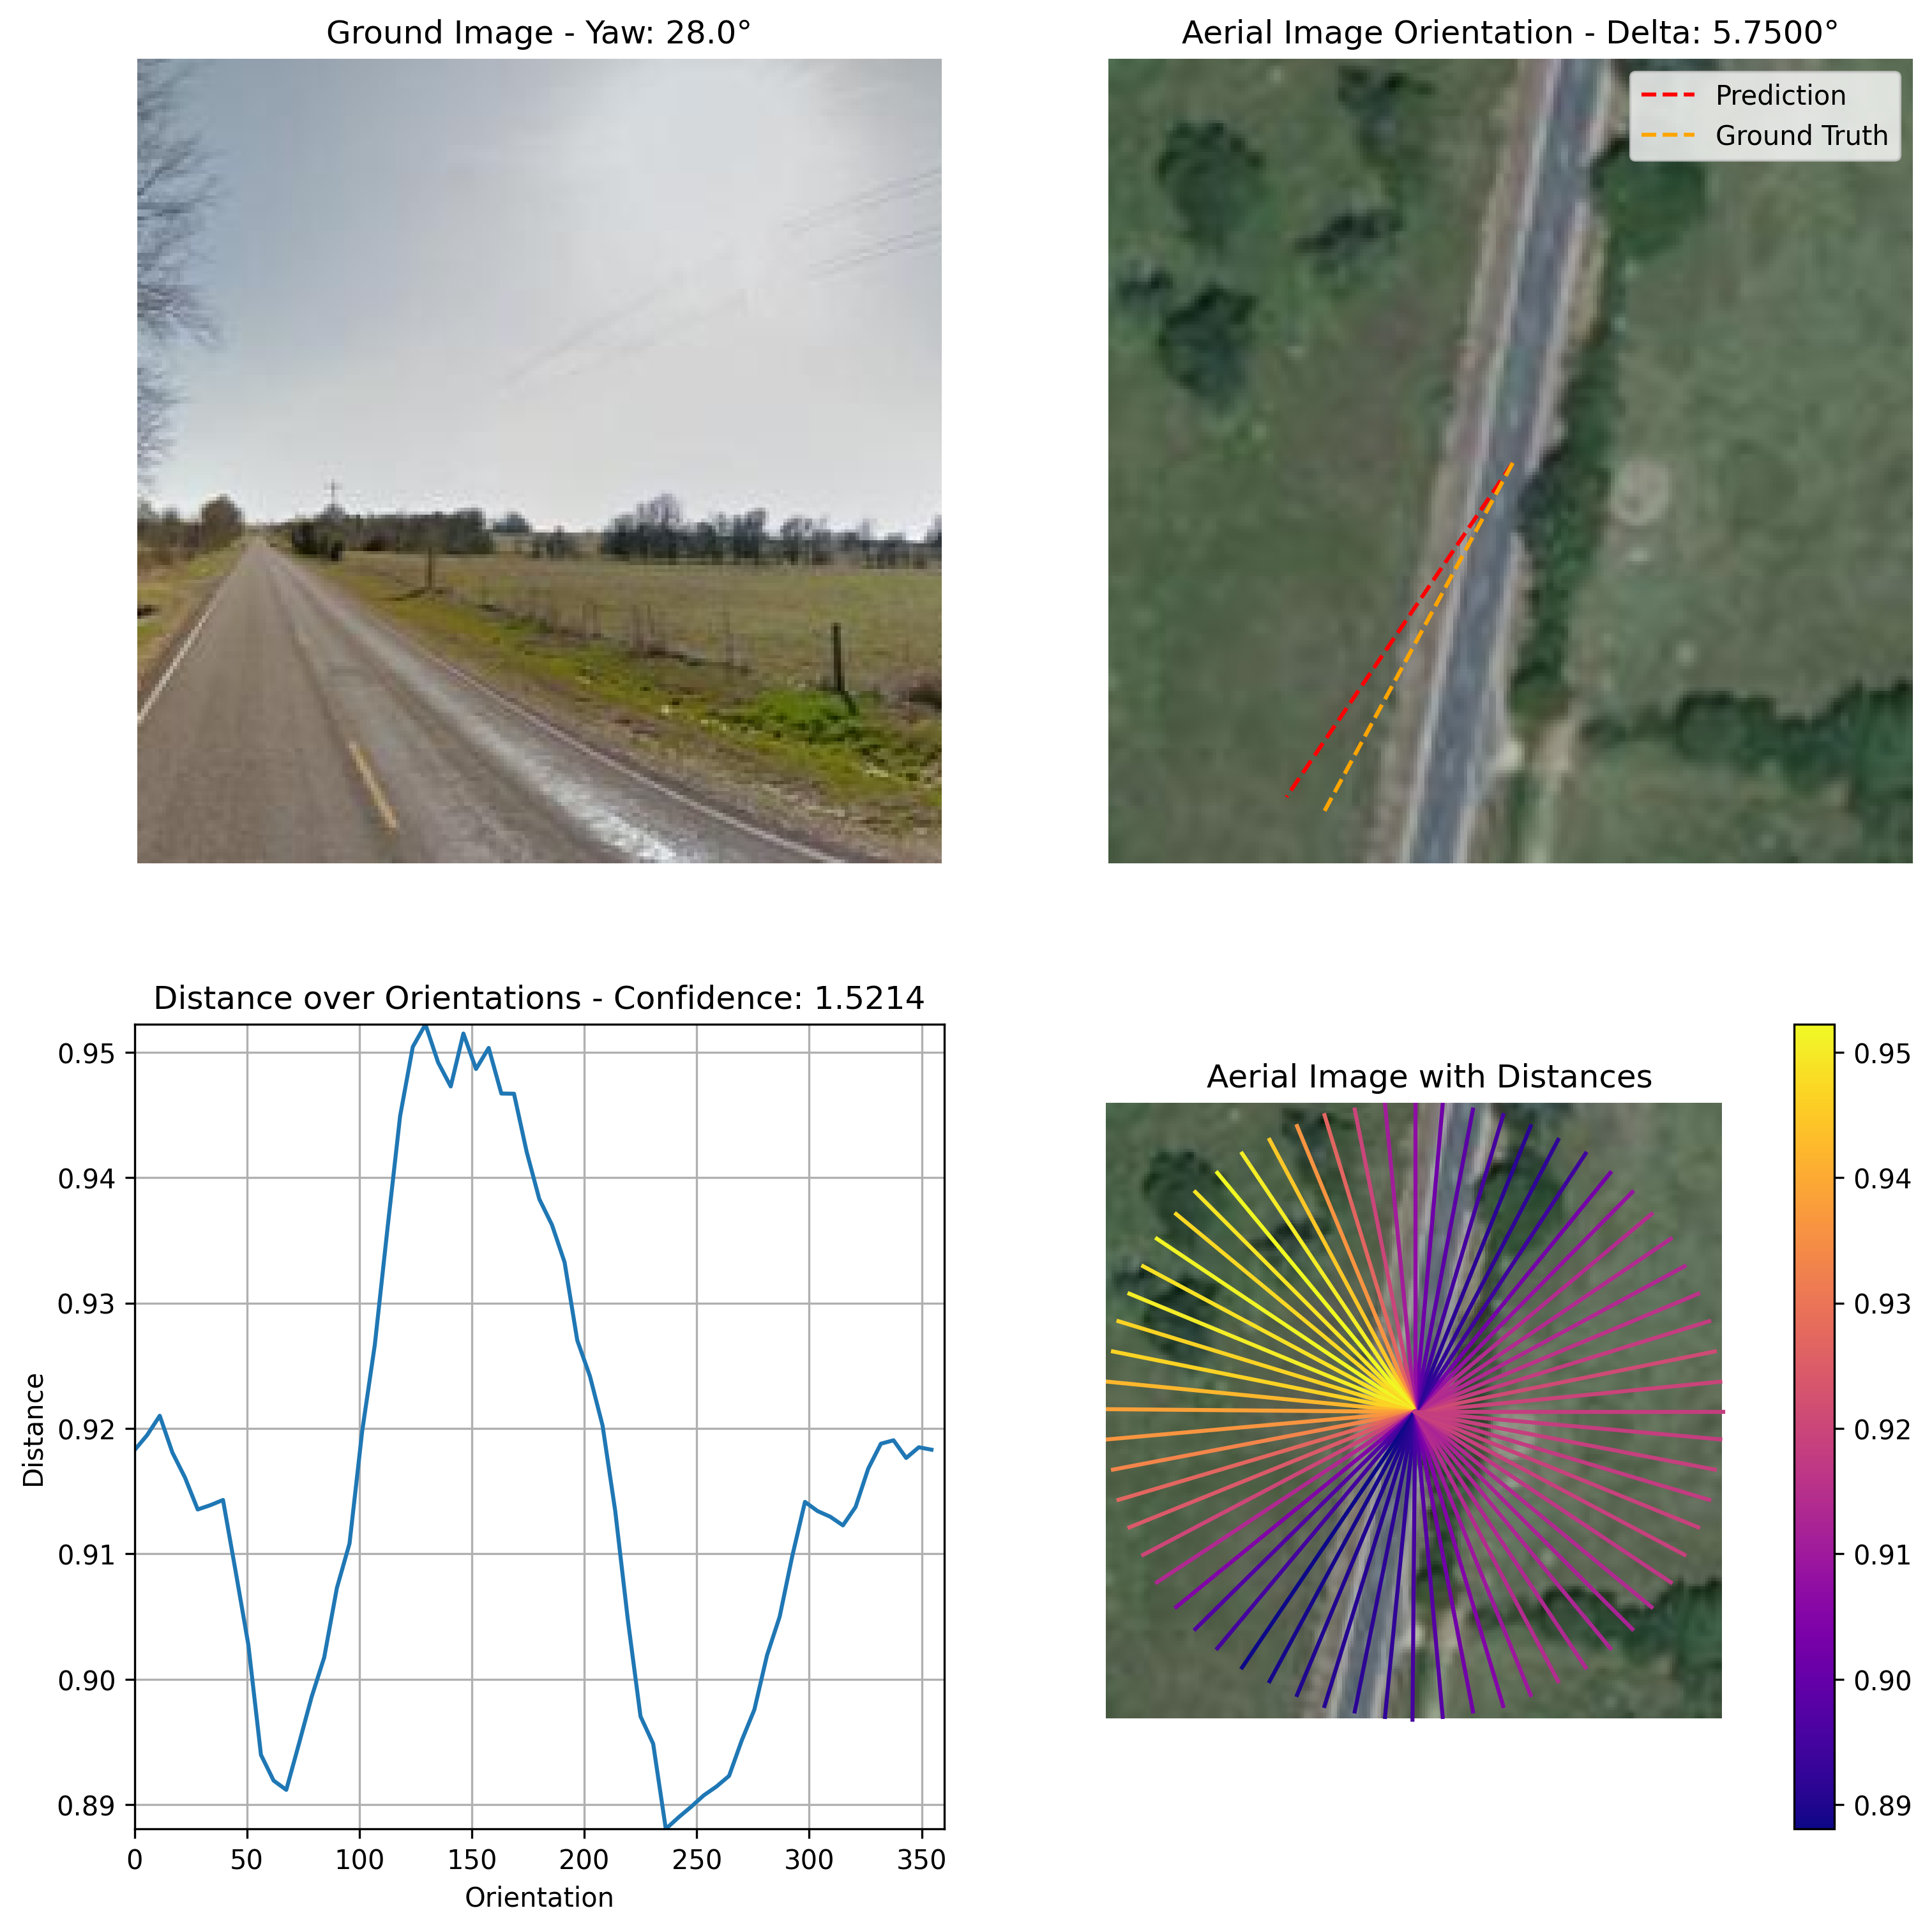 Ground Image - Yaw: 28.0°
Aerial Image Orientation - Delta: 5.7500°
Prediction
Ground Truth
Distance over Orientations - Confidence: 1.5214
0.95
0.94
0.93
0.92
0.91
0.90
0.89
Distance
0 50 100 150 200 250 300 350
Orientation
Aerial Image with Distances
0.95
0.94
0.93
0.92
0.91
0.90
0.89